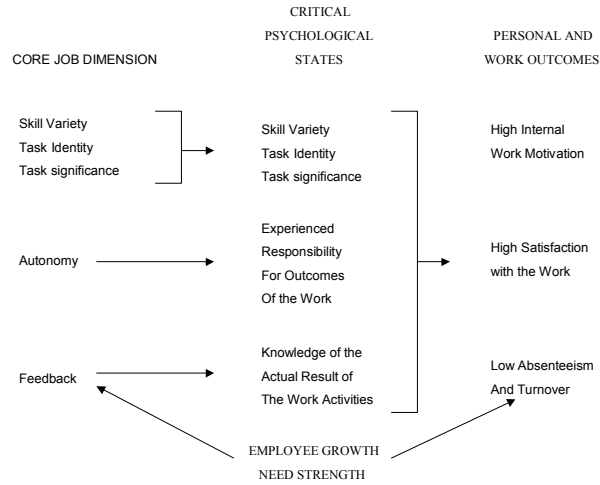 CRITICAL
PSYCHOLOGICAL
STATES
PERSONAL AND
WORK OUTCOMES
CORE JOB DIMENSION
Skill Variety
Task Identity
Task significance
Skill Variety
Task Identity
Task significance
High Internal
Work Motivation
Autonomy
Experienced
Responsibility
For Outcomes
Of the Work
High Satisfaction
with the Work
Feedback
Knowledge of the
Actual Result of
The Work Activities
Low Absenteeism
And Turnover
EMPLOYEE GROWTH
NEED STRENGTH